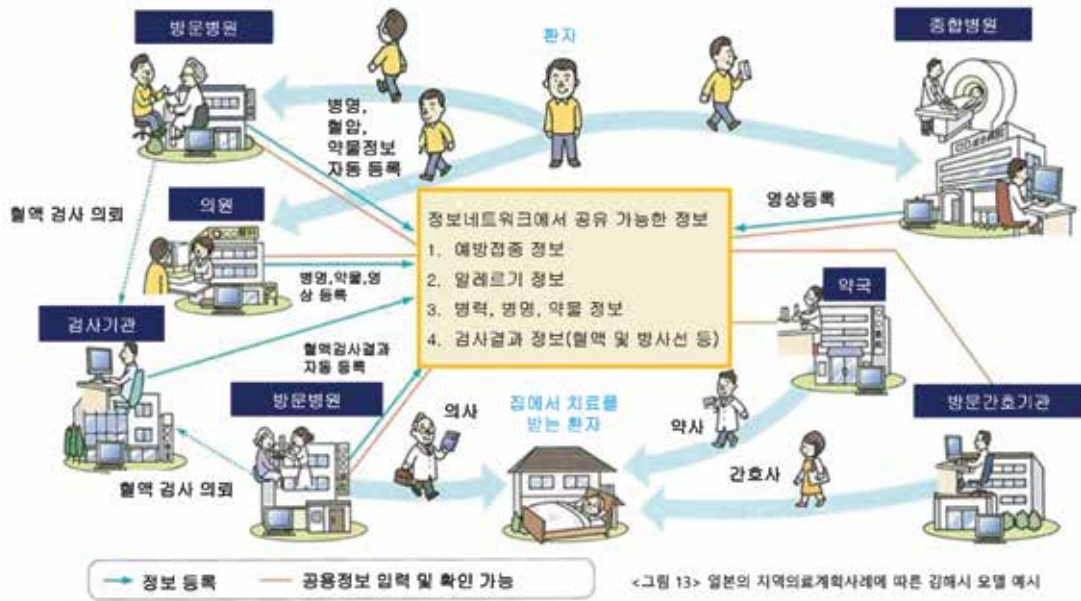 방문병원
환자
종합병원
병명,
혈압,
약물정보
자동 등록
혈액 검사 의뢰
의원
영상등록
정보네트워크에서 공유 가능한 정보
1. 예방접종 정보
2. 알레르기 정보
3. 병력, 병명, 약물 정보
4. 검사결과 정보(혈액 및 방사선 등)
병명,약물,영
상 등록
약국
검사기관
혈액검사결과
자동 등록
방문병원
의사
집에서 치료를
받는 환자
약사
방문간호기관
간호사
혈액 검사 의뢰
정보 등록
공용정보 입력 및 확인 가능
<그림 13> 일본의 지역의료계획사례에 따른 김해시 모델 예시